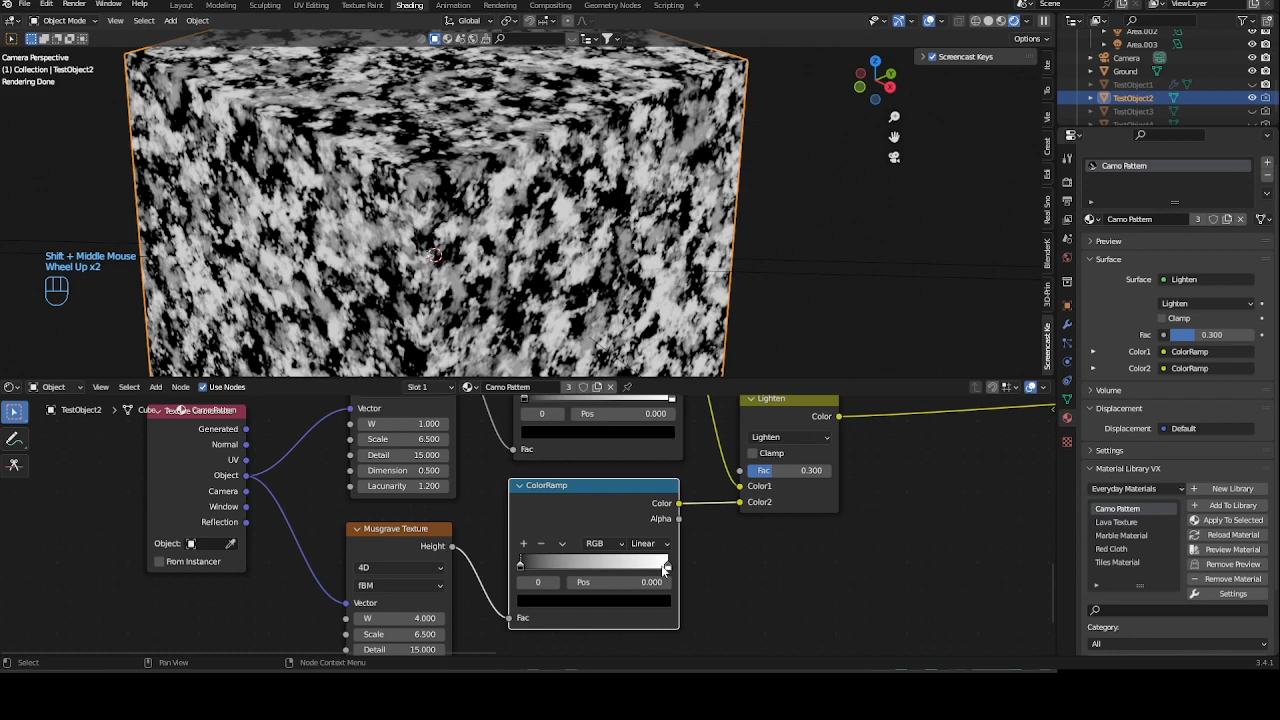 File Edit Render Window Help
Layout Modeling Sculpting UV Editing Texture Paint Shading Animation Rendering Compositing Geometry Nodes Scripting
Scene ViewLayer
Object Mode View Select Add Object Global
Options
Camera Perspective
(1) Collection | TestObject2
Rendering Done
Screencast Keys
Shift + Middle Mouse
Wheel Up x2
Area.002
Area.003
Camera
Ground
TestObject1
TestObject2
TestObject3
Camo Pattern
Camo Pattern 3
Preview
Surface
Surface Lighten
Lighten
Clamp
Fac 0.300
Color1 ColorRamp
Color2 ColorRamp
Volume
Displacement
Displacement Default
Settings
Material Library VX
Everyday Materials New Library
Camo Pattern Add To Library
Lava Texture Apply To Selected
Marble Material Reload Material
Red Cloth Preview Material
Tiles Material Remove Preview
Remove Material
Settings
Category:
All
Object View Select Add Node Use Nodes Slot 1 Camo Pattern 3
TestObject2 Cube Camo Pattern
Generated
Normal
UV
Object
Camera
Window
Reflection
Object:
From Instancer
Vector
W 1.000
Scale 6.500
Detail 15.000
Dimension 0.500
Lacunarity 1.200
Musgrave Texture
Height
4D
fBM
Vector
W 4.000
Scale 6.500
Detail 15.000
0 Pos 0.000
Fac
ColorRamp
Color
Alpha
RGB Linear
0 Pos 0.000
Fac
Lighten
Color
Lighten
Clamp
Fac 0.300
Color1
Color2
Select Pan View Node Context Menu 3.4.1